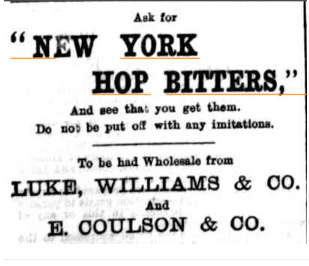 Ask for
"NEW YORK
HOP BITTERS,"
And see that you get them.
Do not be put off with any imitations.
To be had Wholesale from
LUKE, WILLIAMS & CO.
And
E. COULSON & CO.